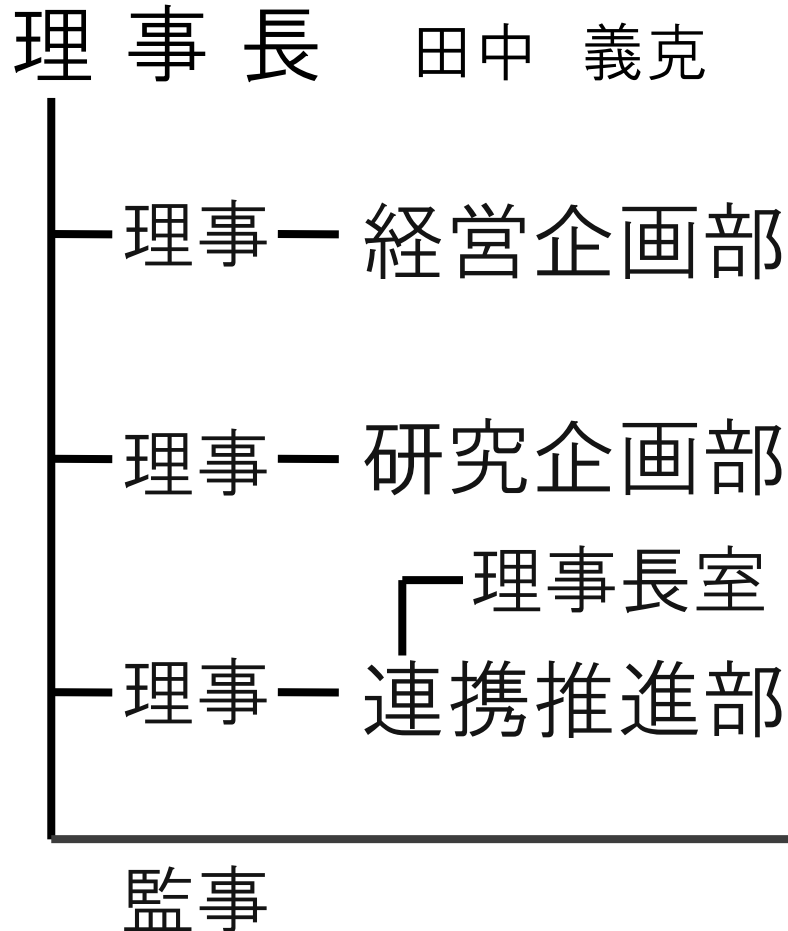 理事長 田中 義克
理事 経営企画部
理事 研究企画部
理事長室
理事 連携推進部
監事